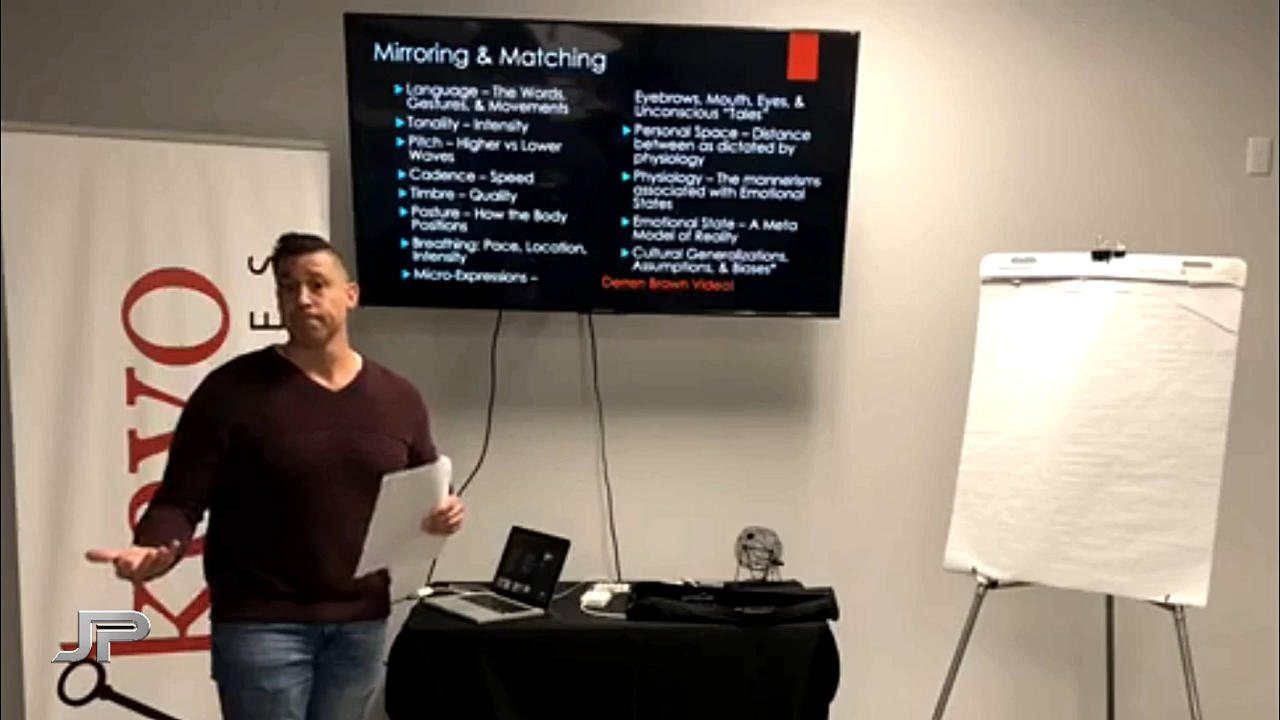 Mirroring & Matching
Language – The Words,
Gestures, & Movements
Tonality – Intensity
Pitch – Higher vs Lower
Waves
Cadence – Speed
Timbre – Quality
Posture – How the Body
Positions
Breathing: Pace, Location,
Intensity
Micro-Expressions –
Eyebrows, Mouth, Eyes, &
Unconscious "Tales"
Personal Space – Distance
between as dictated by
physiology
Physiology – The mannerisms
associated with Emotional
States
Emotional State – A Meta
Model of Reality
Cultural Generalizations,
Assumptions, & Biases"
Derren Brown Video!
JP